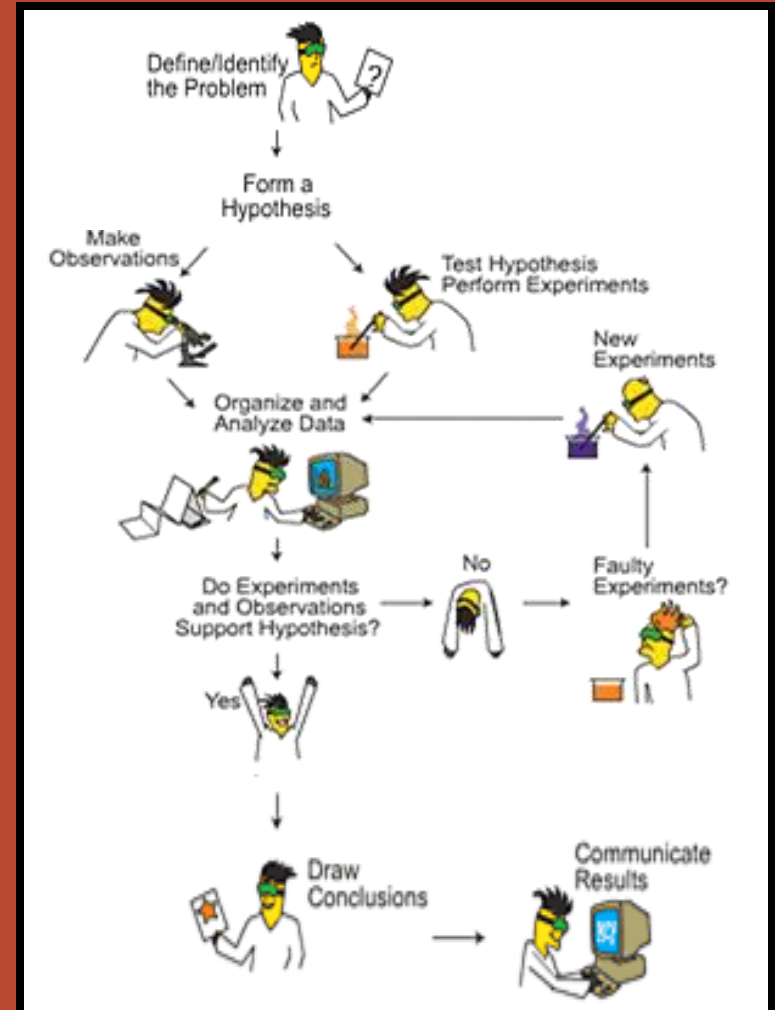 Define/Identify
the Problem
?
Form a
Hypothesis
Make
Observations
Test Hypothesis
Perform Experiments
New
Experiments
Organize and
Analyze Data
Do Experiments
and Observations
Support Hypothesis?
No
Faulty
Experiments?
Yes
Draw
Conclusions
Communicate
Results